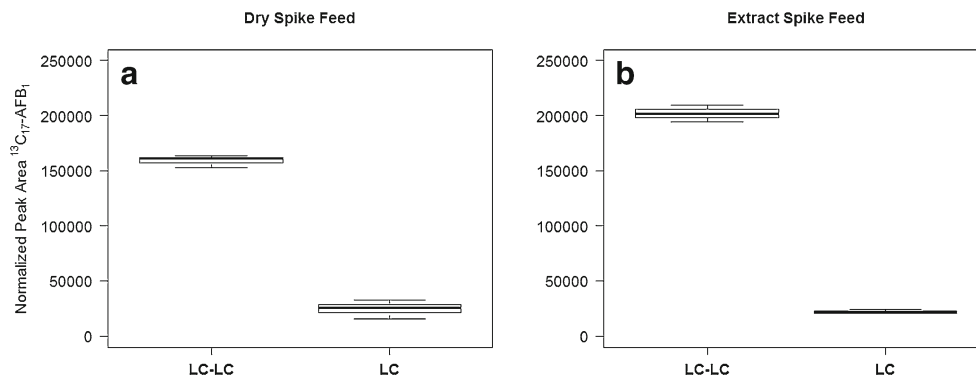 Dry Spike Feed
a
Normalized Peak Area ¹³C₁₇-AFB₁
250000
200000
150000
100000
50000
0
LC-LC LC
Extract Spike Feed
b
250000
200000
150000
100000
50000
0
LC-LC LC